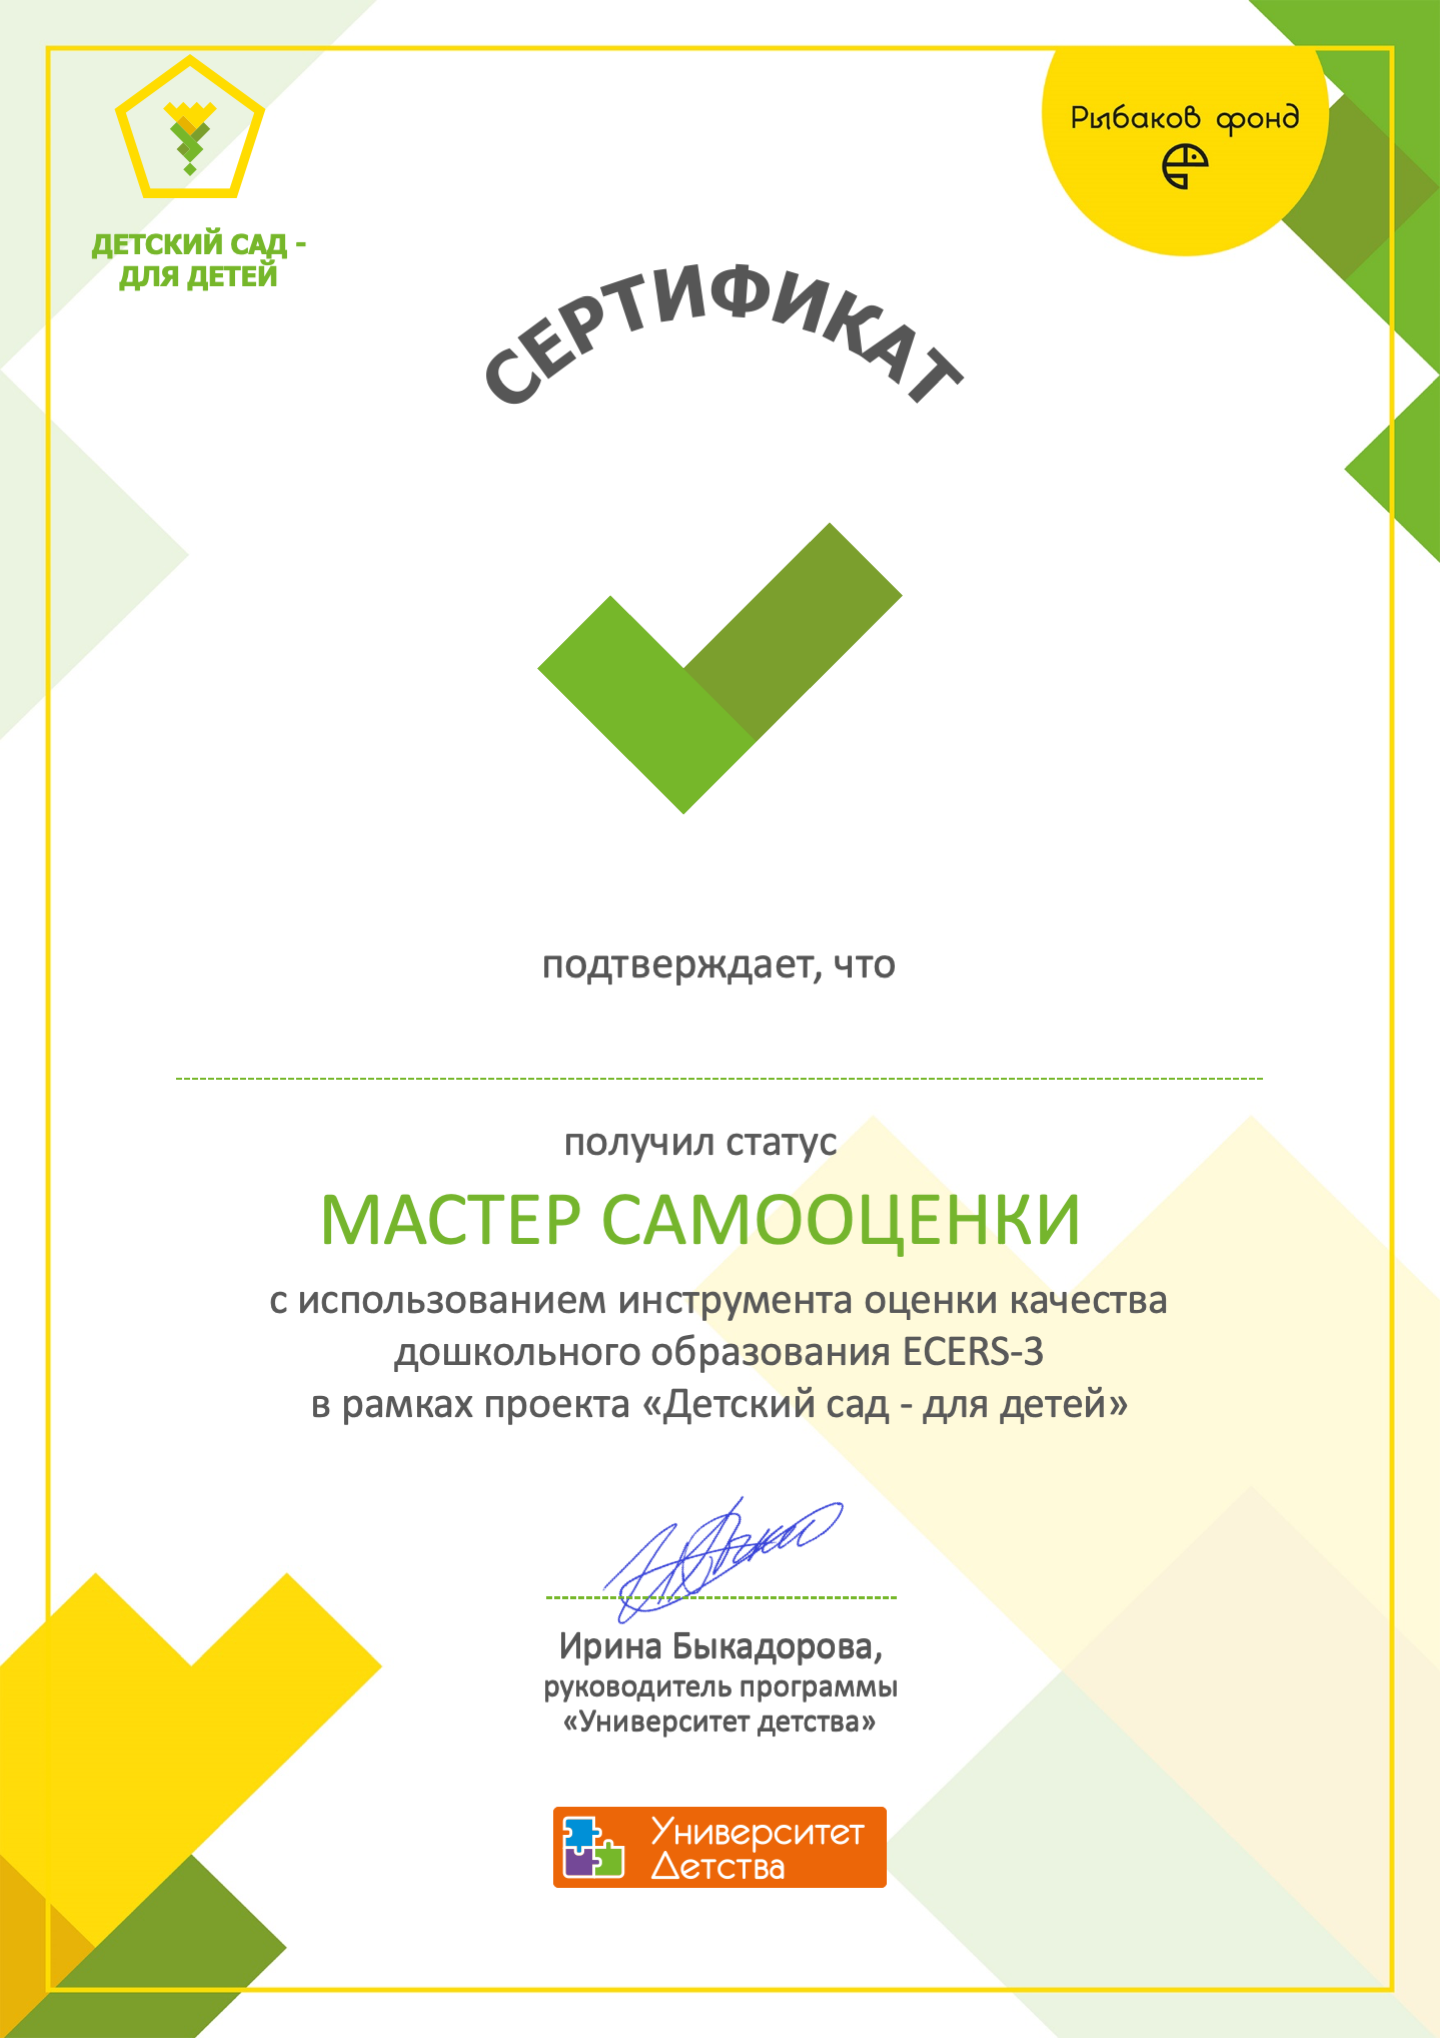 ДЕТСКИЙ САД -
ДЛЯ ДЕТЕЙ
Рыбаков фонд
СЕРТИФИКАТ
подтверждает, что
получил статус
МАСТЕР САМООЦЕНКИ
с использованием инструмента оценки качества
дошкольного образования ECERS-3
в рамках проекта «Детский сад - для детей»
Ирина Быкадорова,
руководитель программы
«Университет детства»
Университет
Детства